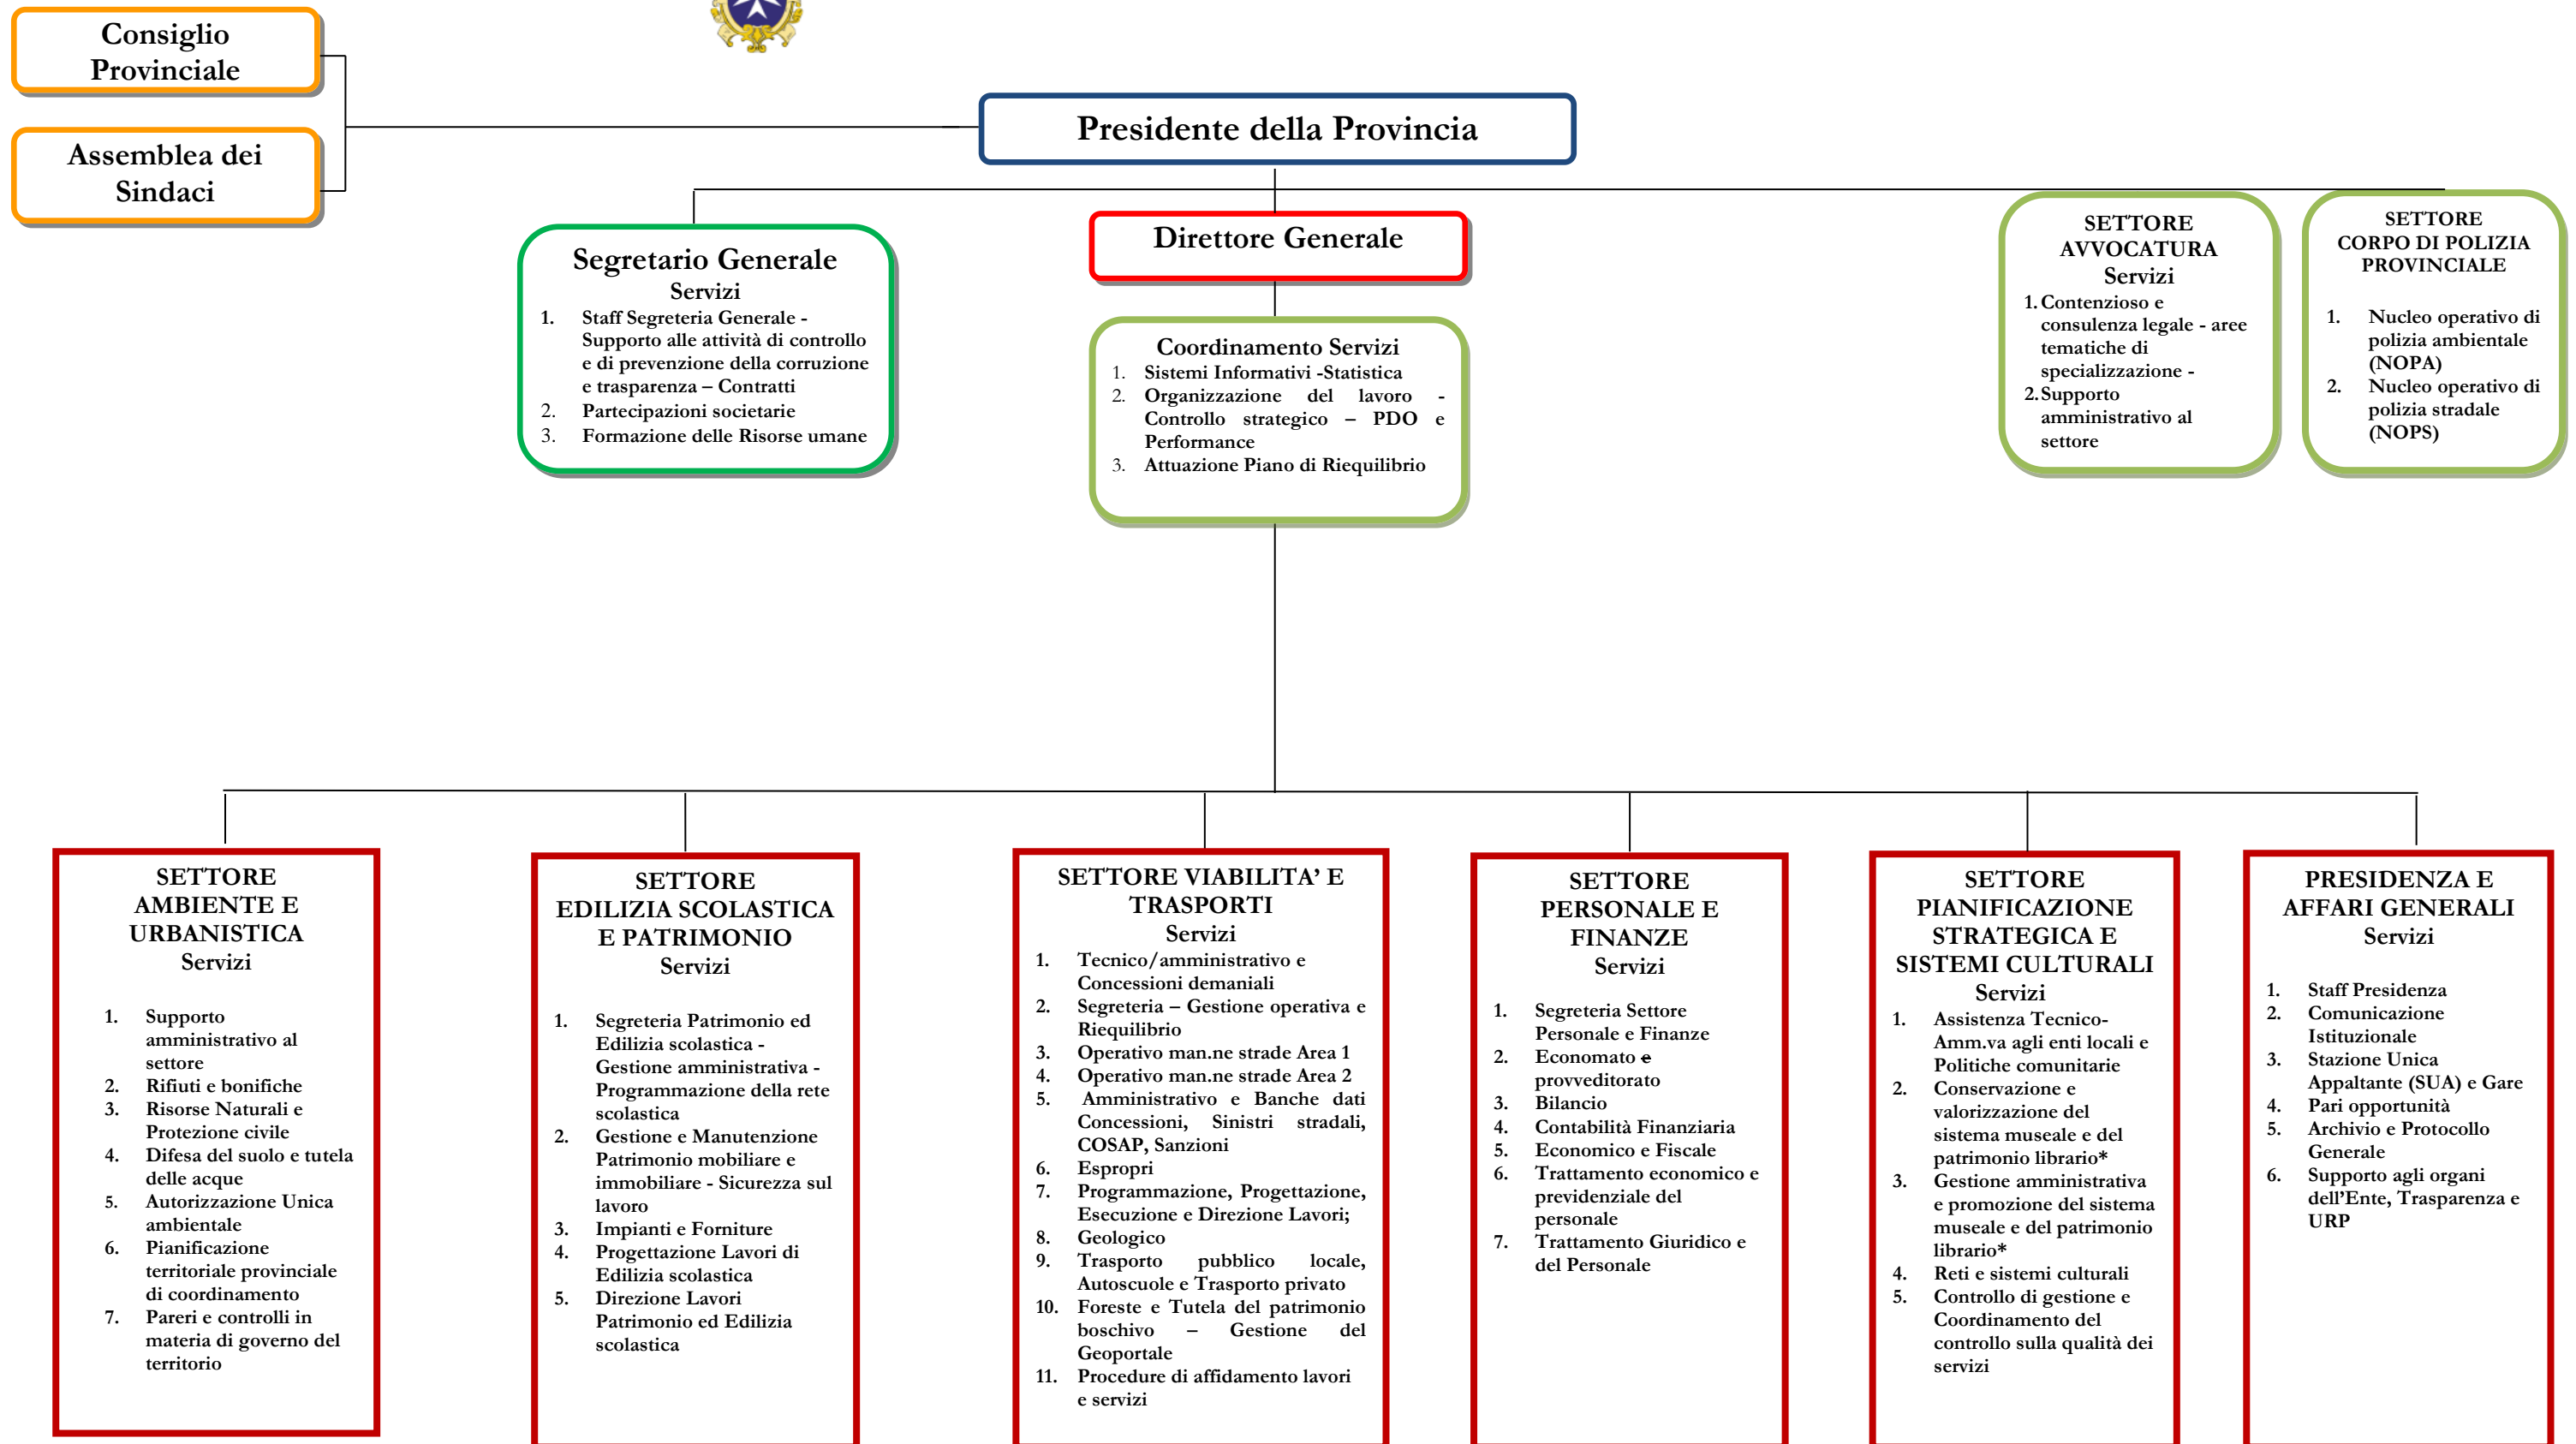 Consiglio
Provinciale
Assemblea dei
Sindaci
Presidente della Provincia
Segretario Generale
Servizi
1. Staff Segreteria Generale -
Supporto alle attività di controllo
e di prevenzione della corruzione
e trasparenza – Contratti
2. Partecipazioni societarie
3. Formazione delle Risorse umane
Direttore Generale
Coordinamento Servizi
1. Sistemi Informativi -Statistica
2. Organizzazione del lavoro -
Controllo strategico – PDO e
Performance
3. Attuazione Piano di Riequilibrio
SETTORE
AVVOCATURA
Servizi
1. Contenzioso e
consulenza legale - aree
tematiche di
specializzazione -
2. Supporto
amministrativo al
settore
SETTORE
CORPO DI POLIZIA
PROVINCIALE
1. Nucleo operativo di
polizia ambientale
(NOPA)
2. Nucleo operativo di
polizia stradale
(NOPS)
SETTORE
AMBIENTE E
URBANISTICA
Servizi
1. Supporto
amministrativo al
settore
2. Rifiuti e bonifiche
3. Risorse Naturali e
Protezione civile
4. Difesa del suolo e tutela
delle acque
5. Autorizzazione Unica
ambientale
6. Pianificazione
territoriale provinciale
di coordinamento
7. Pareri e controlli in
materia di governo del
territorio
SETTORE
EDILIZIA SCOLASTICA
E PATRIMONIO
Servizi
1. Segreteria Patrimonio ed
Edilizia scolastica -
Gestione amministrativa -
Programmazione della rete
scolastica
2. Gestione e Manutenzione
Patrimonio mobiliare e
immobiliare - Sicurezza sul
lavoro
3. Impianti e Forniture
4. Progettazione Lavori di
Edilizia scolastica
5. Direzione Lavori
Patrimonio ed Edilizia
scolastica
SETTORE VIABILITA’ E
TRASPORTI
Servizi
1. Tecnico/amministrativo e
Concessioni demaniali
2. Segreteria – Gestione operativa e
Riequilibrio
3. Operativo man.ne strade Area 1
4. Operativo man.ne strade Area 2
5. Amministrativo e Banche dati
Concessioni, Sinistri stradali,
COSAP, Sanzioni
6. Espropri
7. Programmazione, Progettazione,
Esecuzione e Direzione Lavori;
8. Geologico
9. Trasporto pubblico locale,
Autoscuole e Trasporto privato
10. Foreste e Tutela del patrimonio
boschivo – Gestione del
Geoportale
11. Procedure di affidamento lavori
e servizi
SETTORE
PERSONALE E
FINANZE
Servizi
1. Segreteria Settore
Personale e Finanze
2. Economato e
provveditorato
3. Bilancio
4. Contabilità Finanziaria
5. Economico e Fiscale
6. Trattamento economico e
previdenziale del
personale
7. Trattamento Giuridico e
del Personale
SETTORE
PIANIFICAZIONE
STRATEGICA E
SISTEMI CULTURALI
Servizi
1. Assistenza Tecnico-
Amm.va agli enti locali e
Politiche comunitarie
2. Conservazione e
valorizzazione del
sistema museale e del
patrimonio librario*
3. Gestione amministrativa
e promozione del sistema
museale e del patrimonio
librario*
4. Reti e sistemi culturali
5. Controllo di gestione e
Coordinamento del
controllo sulla qualità dei
servizi
PRESIDENZA E
AFFARI GENERALI
Servizi
1. Staff Presidenza
2. Comunicazione
Istituzionale
3. Stazione Unica
Appaltante (SUA) e Gare
4. Pari opportunità
5. Archivio e Protocollo
Generale
6. Supporto agli organi
dell’Ente, Trasparenza e
URP